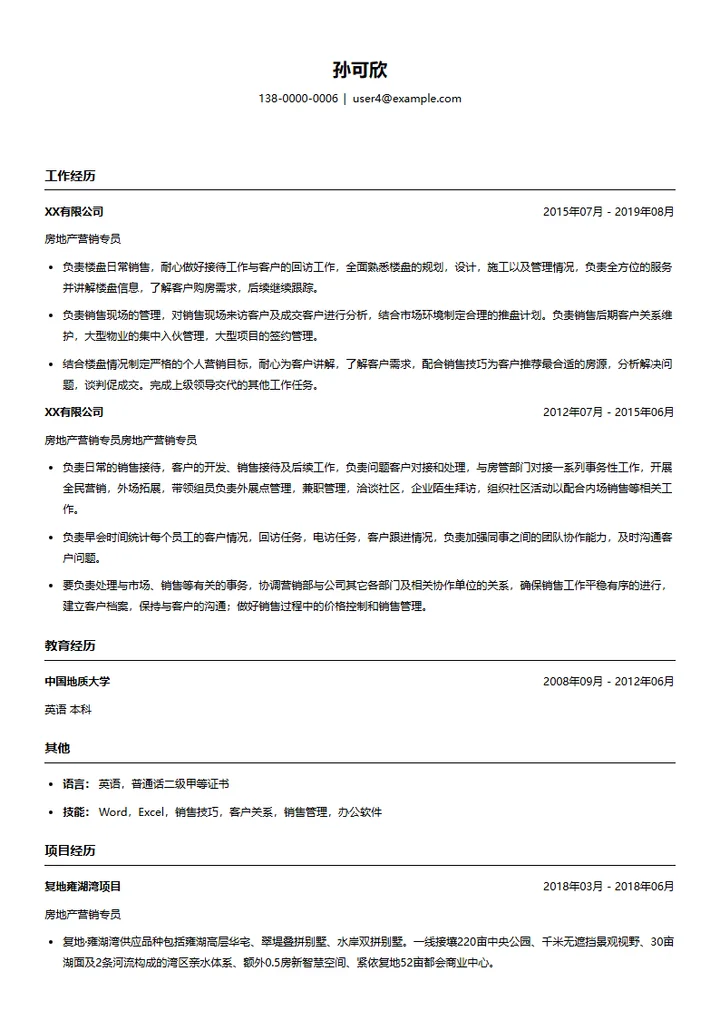 孙可欣
138-0000-0006 | user4@example.com
工作经历
XX有限公司 2015年07月 - 2019年08月
房地产营销专员
• 负责楼盘日常销售，耐心做好接待工作与客户的回访工作，全面熟悉楼盘的规划，设计，施工以及管理情况，负责全方位的服务
并讲解楼盘信息，了解客户购房需求，后续继续跟踪。
• 负责销售现场的管理，对销售现场来访客户及成交客户进行分析，结合市场环境制定合理的推盘计划。负责销售后期客户关系维
护，大型物业的集中入伙管理，大型项目的签约管理。
• 结合楼盘情况制定严格的个人营销目标，耐心为客户讲解，了解客户需求，配合销售技巧为客户推荐最合适的房源，分析解决问
题，谈判促成交。完成上级领导交代的其他工作任务。
XX有限公司 2012年07月 - 2015年06月
房地产营销专员房地产营销专员
• 负责日常的销售接待，客户的开发、销售接待及后续工作，负责问题客户对接和处理，与房管部门对接一系列事务性工作，开展
全民营销，外场拓展，带领组员负责外展点管理，兼职管理，洽谈社区，企业陌生拜访，组织社区活动以配合内场销售等相关工
作。
• 负责早会时间统计每个员工的客户情况，回访任务，电访任务，客户跟进情况，负责加强同事之间的团队协作能力，及时沟通客
户问题。
• 要负责处理与市场、销售等有关的事务，协调营销部与公司其它各部门及相关协作单位的关系，确保销售工作平稳有序的进行，
建立客户档案，保持与客户的沟通；做好销售过程中的价格控制和销售管理。
教育经历
中国地质大学 2008年09月 - 2012年06月
英语 本科
其他
• 语言： 英语，普通话二级甲等证书
• 技能： Word，Excel，销售技巧，客户关系，销售管理，办公软件
项目经历
复地雍湖湾项目 2018年03月 - 2018年06月
房地产营销专员
• 复地·雍湖湾供应品种包括雍湖高层华宅、翠堤叠拼别墅、水岸双拼别墅。一线接壤220亩中央公园、千米无遮挡景观视野、30亩
湖面及2条河流构成的湾区亲水体系、额外0.5房新智慧空间、紧依复地52亩都会商业中心。